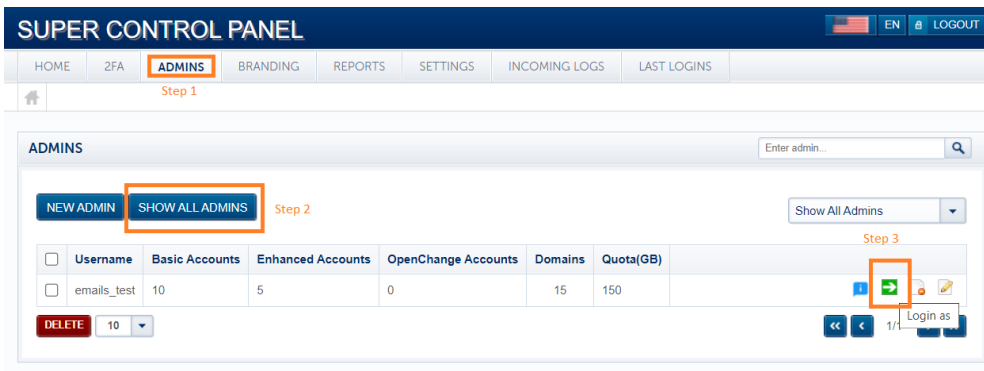 SUPER CONTROL PANEL
EN LOGOUT
HOME 2FA ADMINS BRANDING REPORTS SETTINGS INCOMING LOGS LAST LOGINS
Step 1
ADMINS
Enter admin...
NEW ADMIN SHOW ALL ADMINS Step 2
Show All Admins
Step 3
Username Basic Accounts Enhanced Accounts OpenChange Accounts Domains Quota(GB)
emails_test 10 5 0 15 150
Login as
DELETE 10